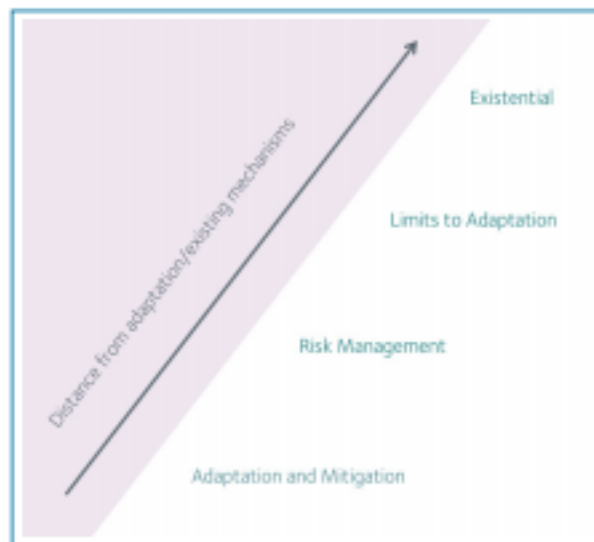 Existential
Limits to Adaptation
Distance from adaptation/existing mechanisms
Risk Management
Adaptation and Mitigation